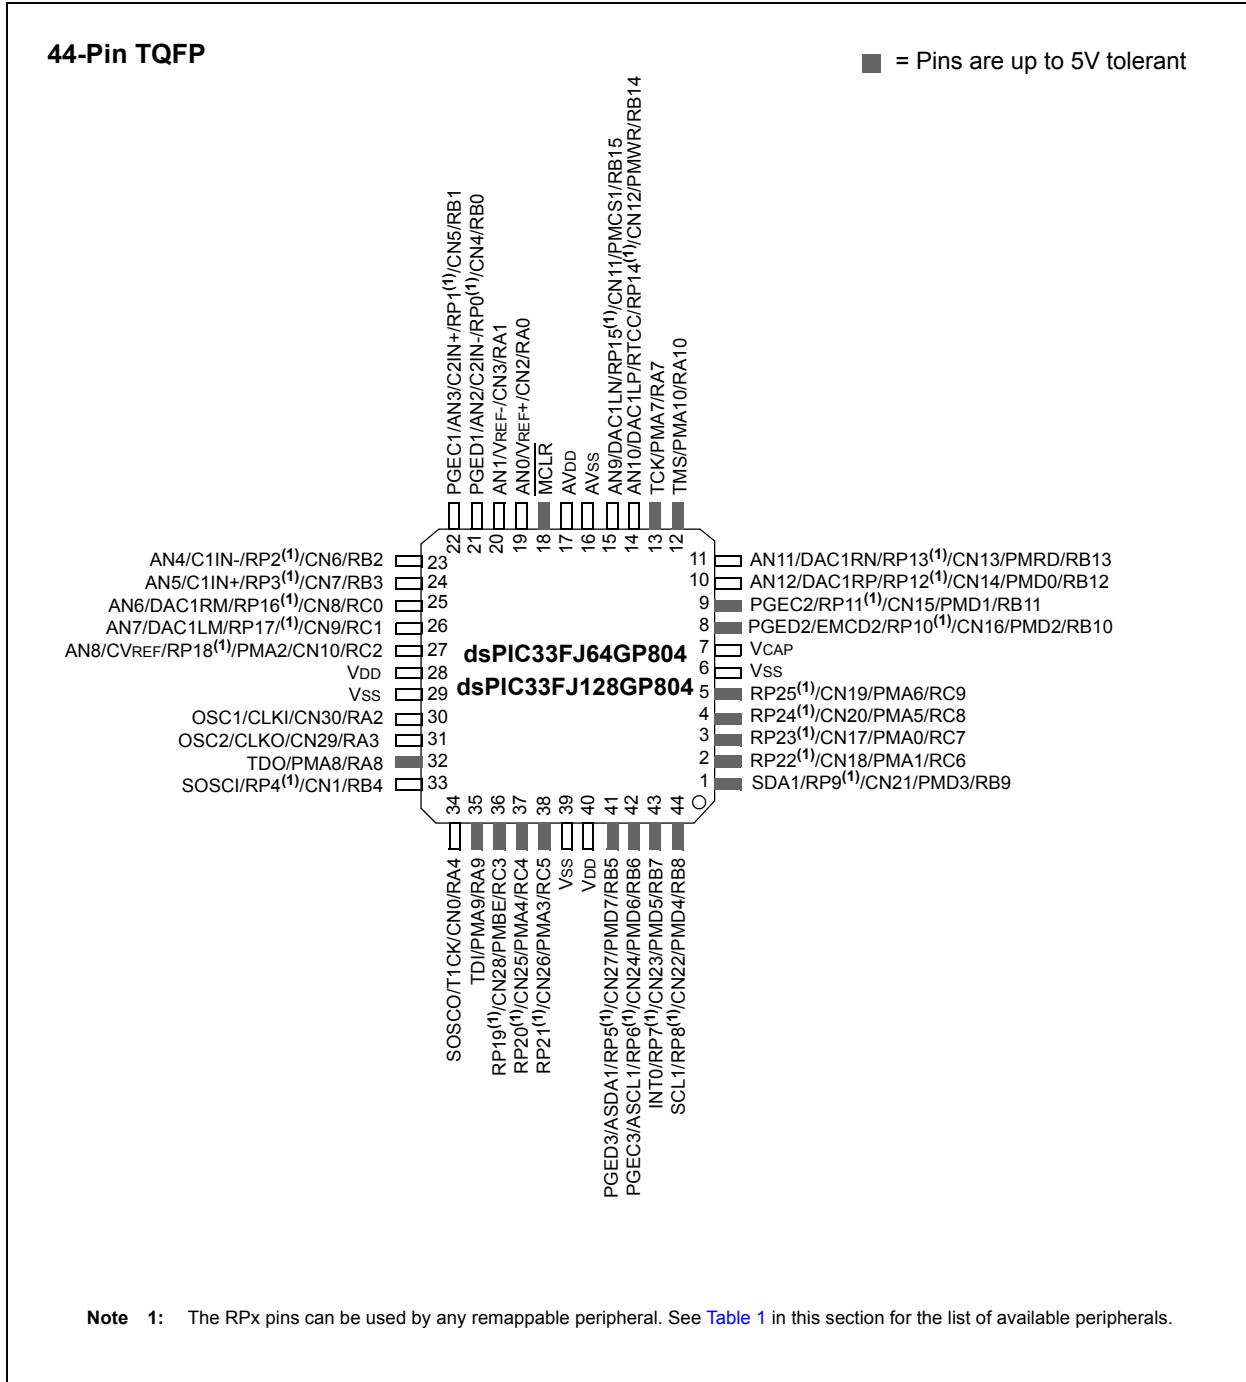 44-Pin TQFP
= Pins are up to 5V tolerant
PGEC1/AN3/C2IN+/RP1(1)/CN5/RB1
PGED1/AN2/C2IN-/RP0(1)/CN4/RB0
AN1/VREF-/CN3/RA1
AN0/VREF+/CN2/RA0
MCLR
AVDD
AVSS
AN9/DAC1LN/RP15(1)/CN11/PMCS1/RB15
AN10/DAC1LP/RTCC/RP14(1)/CN12/PMWR/RB14
TCK/PMA7/RA7
TMS/PMA10/RA10
22
21
20
19
18
17
16
15
14
13
12
AN4/C1IN-/RP2(1)/CN6/RB2 23
AN5/C1IN+/RP3(1)/CN7/RB3 24
AN6/DAC1RM/RP16(1)/CN8/RC0 25
AN7/DAC1LM/RP17/(1)/CN9/RC1 26
AN8/CVREF/RP18(1)/PMA2/CN10/RC2 27
VDD 28
VSS 29
OSC1/CLKI/CN30/RA2 30
OSC2/CLKO/CN29/RA3 31
TDO/PMA8/RA8 32
SOSCI/RP4(1)/CN1/RB4 33
dsPIC33FJ64GP804
dsPIC33FJ128GP804
11 AN11/DAC1RN/RP13(1)/CN13/PMRD/RB13
10 AN12/DAC1RP/RP12(1)/CN14/PMD0/RB12
9 PGEC2/RP11(1)/CN15/PMD1/RB11
8 PGED2/EMCD2/RP10(1)/CN16/PMD2/RB10
7 VCAP
6 VSS
5 RP25(1)/CN19/PMA6/RC9
4 RP24(1)/CN20/PMA5/RC8
3 RP23(1)/CN17/PMA0/RC7
2 RP22(1)/CN18/PMA1/RC6
1 SDA1/RP9(1)/CN21/PMD3/RB9
34
35
36
37
38
39
40
41
42
43
44
SOSCO/T1CK/CN0/RA4
TDI/PMA9/RA9
RP19(1)/CN28/PMBE/RC3
RP20(1)/CN25/PMA4/RC4
RP21(1)/CN26/PMA3/RC5
VSS
VDD
PGED3/ASDA1/RP5(1)/CN27/PMD7/RB5
PGEC3/ASCL1/RP6(1)/CN24/PMD6/RB6
INT0/RP7(1)/CN23/PMD5/RB7
SCL1/RP8(1)/CN22/PMD4/RB8
Note 1: The RPx pins can be used by any remappable peripheral. See Table 1 in this section for the list of available peripherals.